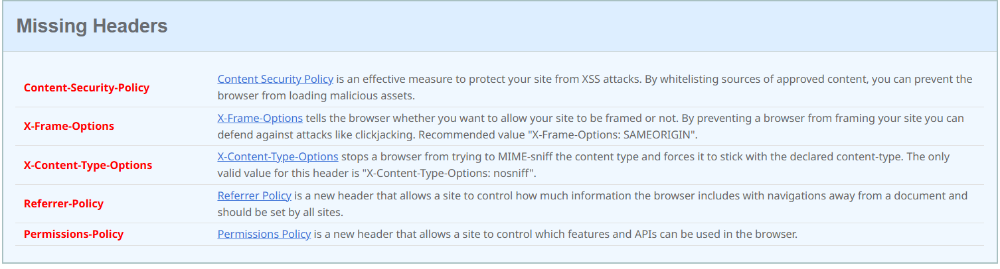 Missing Headers
Content-Security-Policy
Content Security Policy is an effective measure to protect your site from XSS attacks. By whitelisting sources of approved content, you can prevent the
browser from loading malicious assets.
X-Frame-Options
X-Frame-Options tells the browser whether you want to allow your site to be framed or not. By preventing a browser from framing your site you can
defend against attacks like clickjacking. Recommended value "X-Frame-Options: SAMEORIGIN".
X-Content-Type-Options
X-Content-Type-Options stops a browser from trying to MIME-sniff the content type and forces it to stick with the declared content-type. The only
valid value for this header is "X-Content-Type-Options: nosniff".
Referrer-Policy
Referrer Policy is a new header that allows a site to control how much information the browser includes with navigations away from a document and
should be set by all sites.
Permissions-Policy
Permissions Policy is a new header that allows a site to control which features and APIs can be used in the browser.